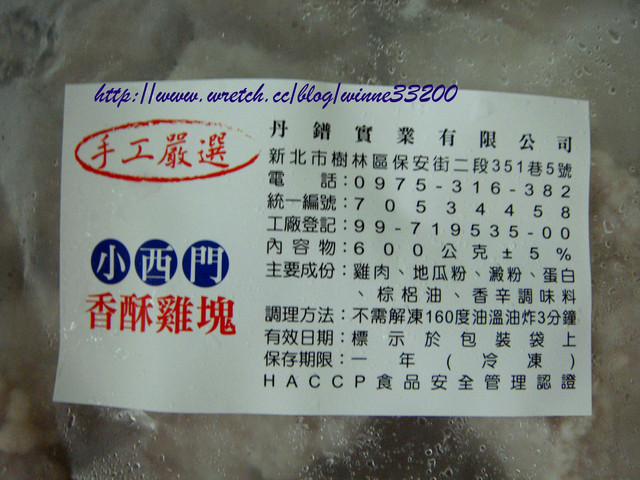 http://www.wretch.cc/blog/winne33200
手工嚴選
小西門
香酥雞塊
丹鐠實業有限公司
新北市樹林區保安街二段351巷5號
電話:0975-316-382
統一編號:70534458
工廠登記:99-719535-00
內容物:600公克±5%
主要成份:雞肉、地瓜粉、澱粉、蛋白
、棕梠油、香辛調味料
調理方法:不需解凍160度油溫油炸3分鐘
有效日期:標示於包裝袋上
保存期限:一年(冷凍)
HACCP食品安全管理認證